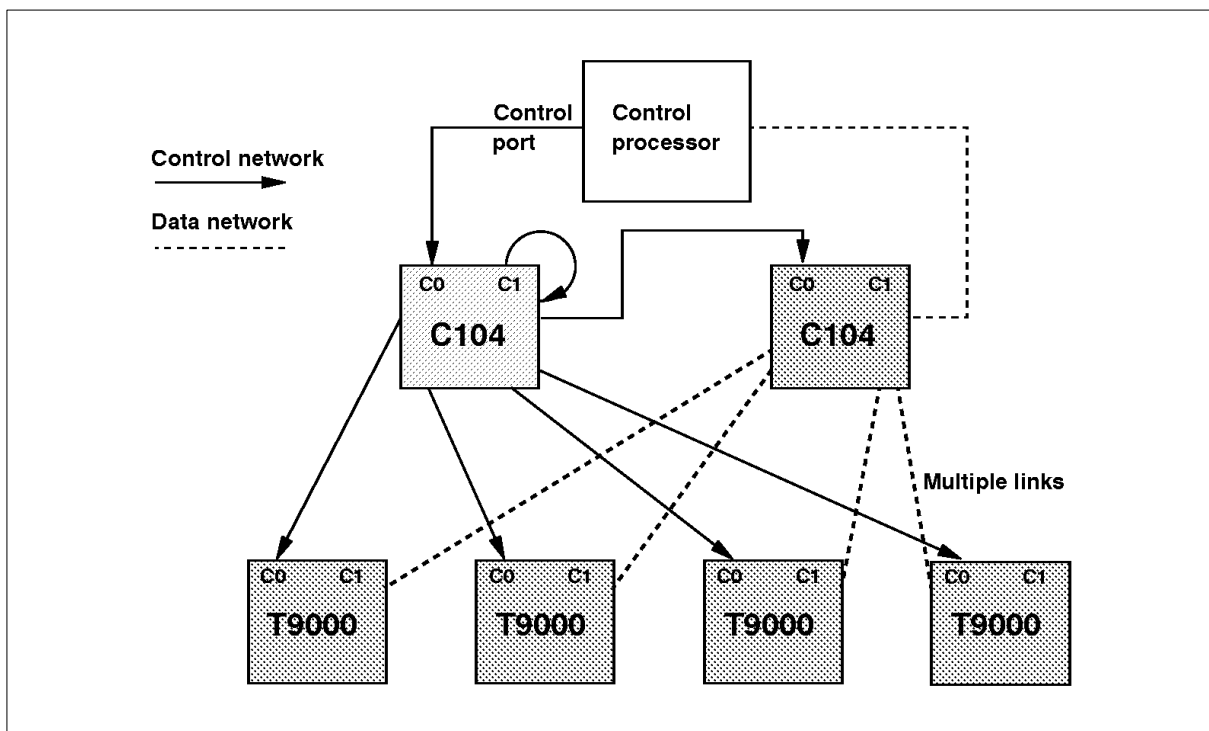 Control
port
Control
processor
Control network
Data network
C0 C1
C104
C0 C1
C104
Multiple links
C0 C1
T9000
C0 C1
T9000
C0 C1
T9000
C0 C1
T9000